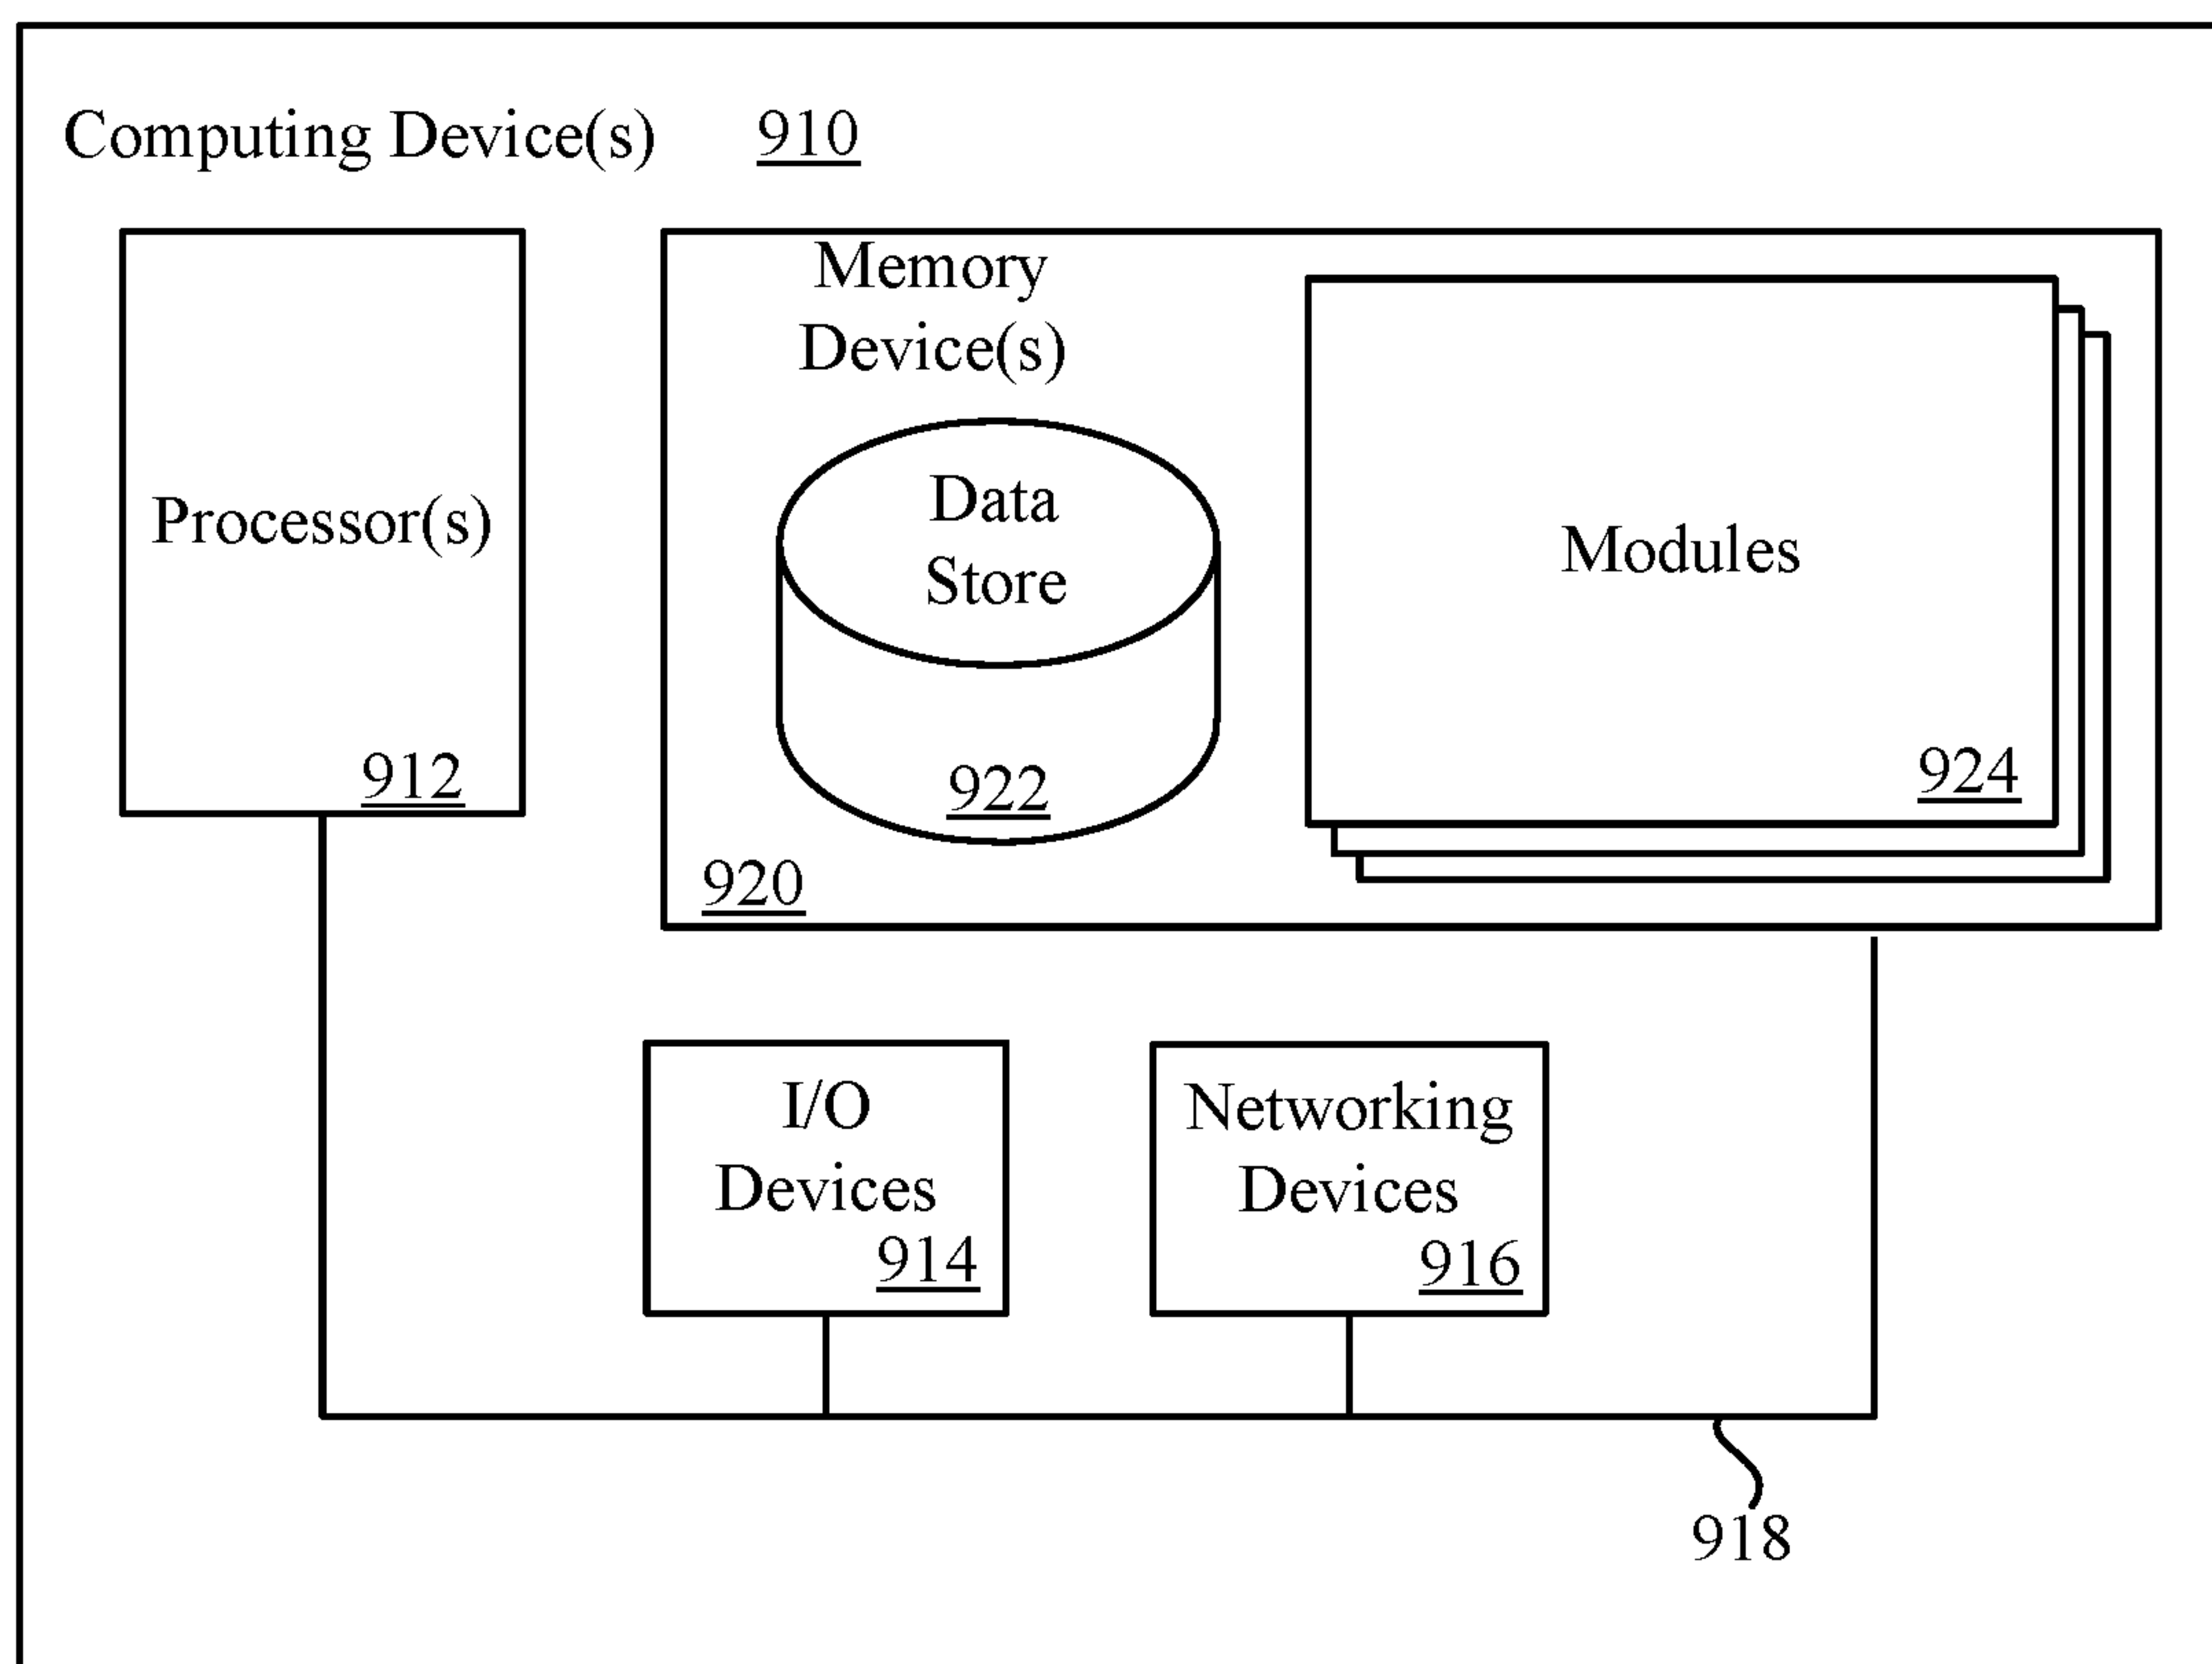 Computing Device(s) 910
Memory
Device(s)
Processor(s)
912
Data
Store
922
920
Modules
924
I/O
Devices
914
Networking
Devices
916
918